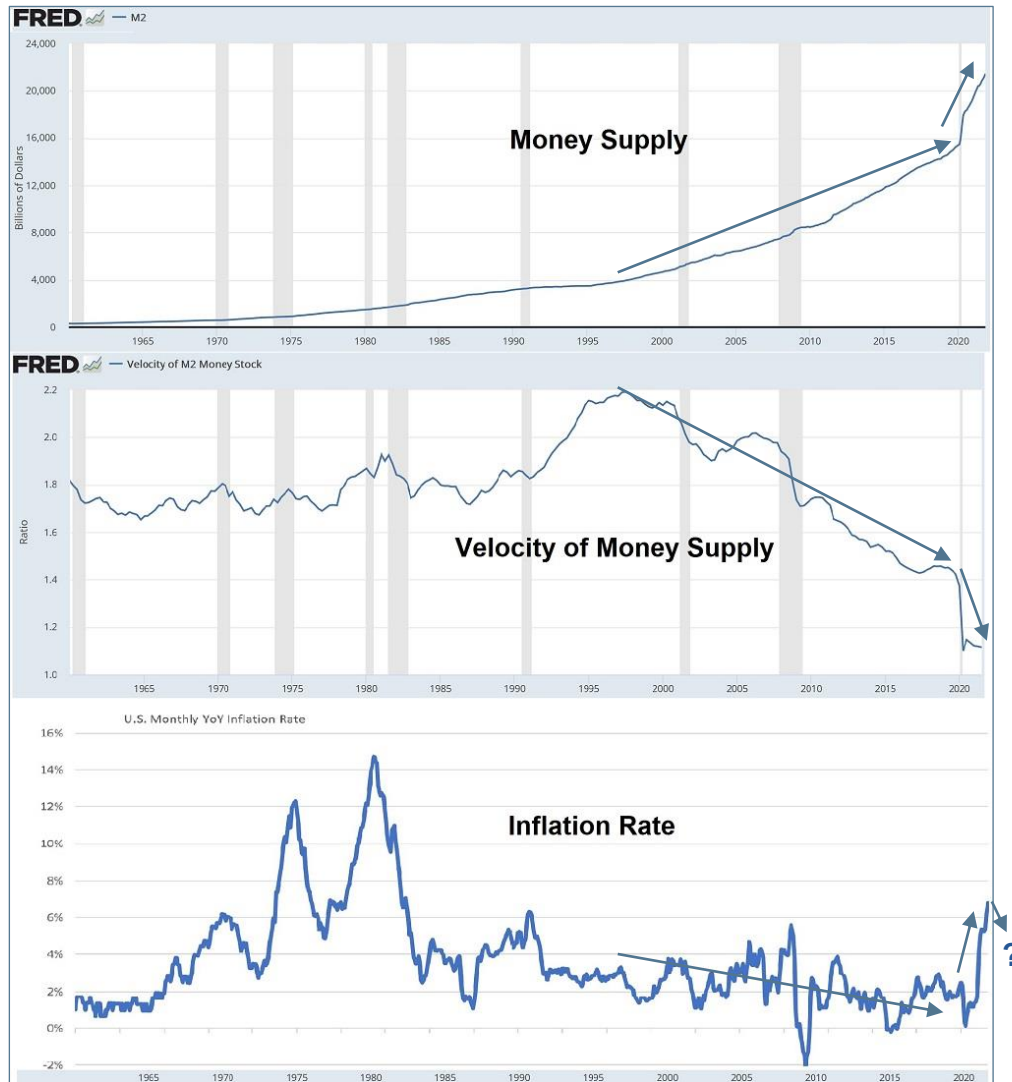 FRED — M2
24,000
20,000
16,000
12,000
8,000
4,000
0
Billions of Dollars
Money Supply
1965 1970 1975 1980 1985 1990 1995 2000 2005 2010 2015 2020
FRED — Velocity of M2 Money Stock
2.2
2.0
1.8
1.6
1.4
1.2
1.0
Ratio
Velocity of Money Supply
1965 1970 1975 1980 1985 1990 1995 2000 2005 2010 2015 2020
U.S. Monthly YoY Inflation Rate
16%
14%
12%
10%
8%
6%
4%
2%
0%
-2%
Inflation Rate
?
1965 1970 1975 1980 1985 1990 1995 2000 2005 2010 2015 2020